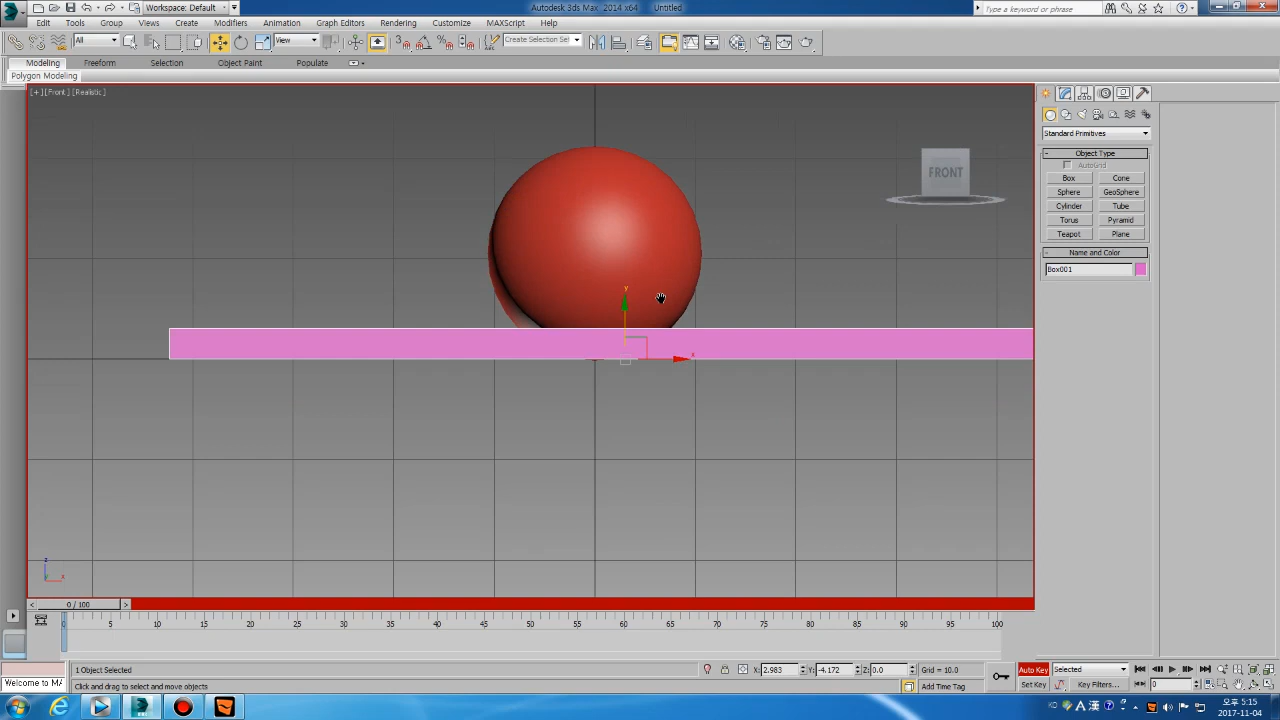 Workspace: Default
Autodesk 3ds Max 2014 x64
Untitled
Type a keyword or phrase
Edit Tools Group Views Create Modifiers Animation Graph Editors Rendering Customize MAXScript Help
All
View
Create Selection Se
Modeling Freeform Selection Object Paint Populate
Polygon Modeling
[+] [Front] [Realistic]
FRONT
Standard Primitives
- Object Type
AutoGrid
Box Cone
Sphere GeoSphere
Cylinder Tube
Torus Pyramid
Teapot Plane
- Name and Color
Box001
y
x
z
x
< 0 / 100 >
0 5 10 15 20 25 30 35 40 45 50 55 60 65 70 75 80 85 90 95 100
1 Object Selected
X: 2.983 Y: -4.172 Z: 0.0 Grid = 10.0
Auto Key Selected
Welcome to MA
Click and drag to select and move objects
Add Time Tag
Set Key Key Filters... 0
오후 5:15
2017-11-04